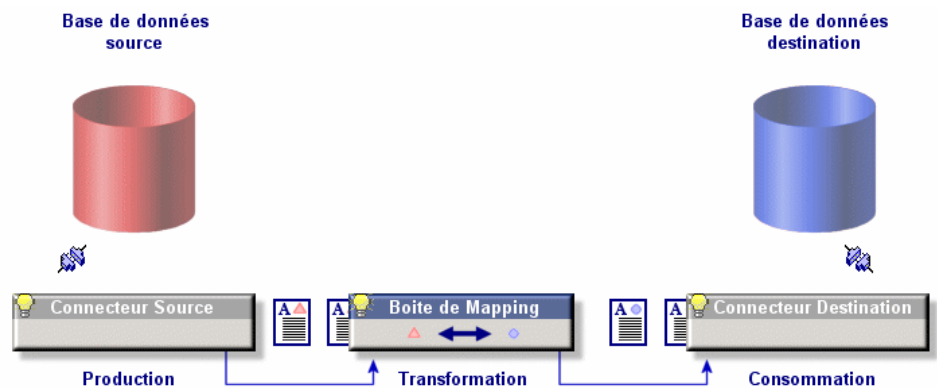 Base de données
source
Base de données
destination
Connecteur Source
A
A
Boite de Mapping
A
A
Connecteur Destination
Production
Transformation
Consommation